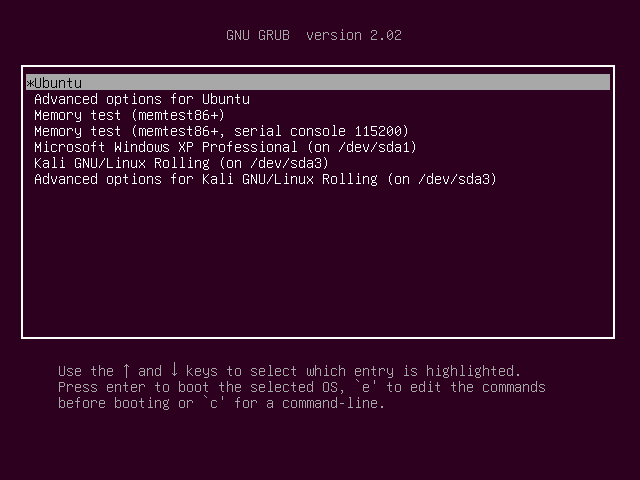 GNU GRUB  version 2.02
*Ubuntu
Advanced options for Ubuntu
Memory test (memtest86+)
Memory test (memtest86+, serial console 115200)
Microsoft Windows XP Professional (on /dev/sda1)
Kali GNU/Linux Rolling (on /dev/sda3)
Advanced options for Kali GNU/Linux Rolling (on /dev/sda3)
Use the ↑ and ↓ keys to select which entry is highlighted.
Press enter to boot the selected OS, `e' to edit the commands
before booting or `c' for a command-line.